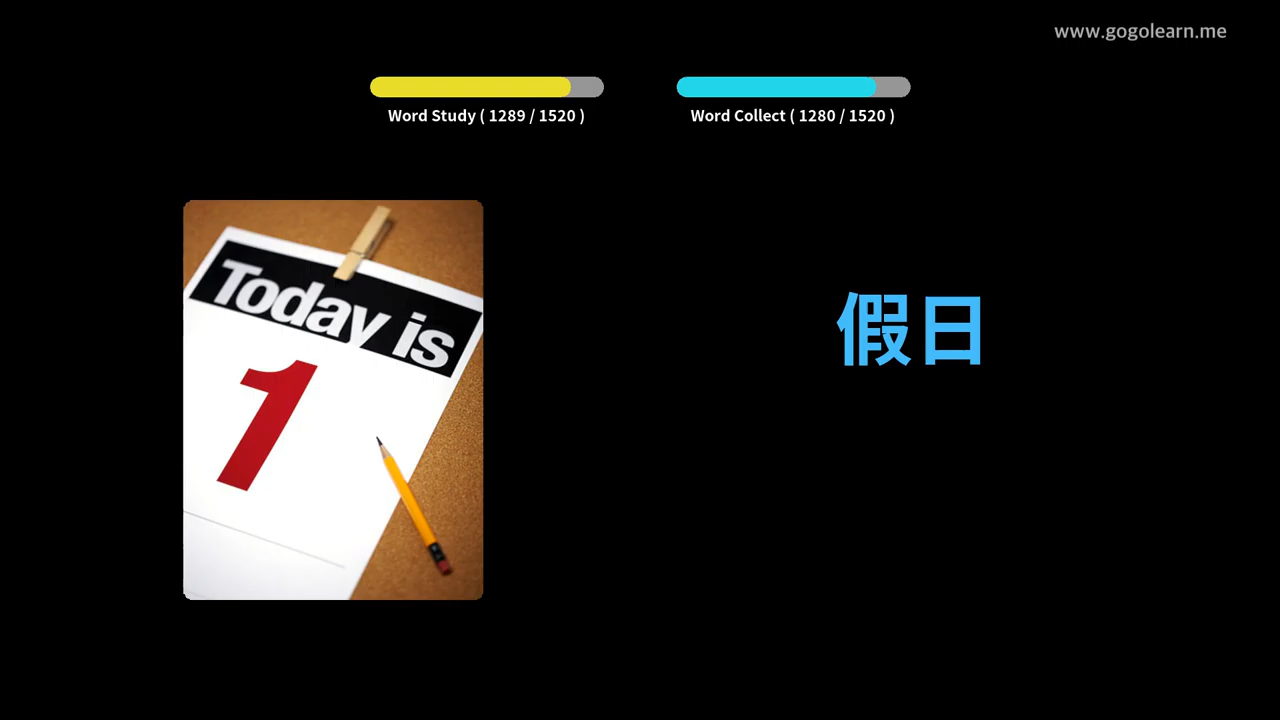 www.gogolearn.me
Word Study ( 1289 / 1520 )
Word Collect ( 1280 / 1520 )
Today is
1
假日